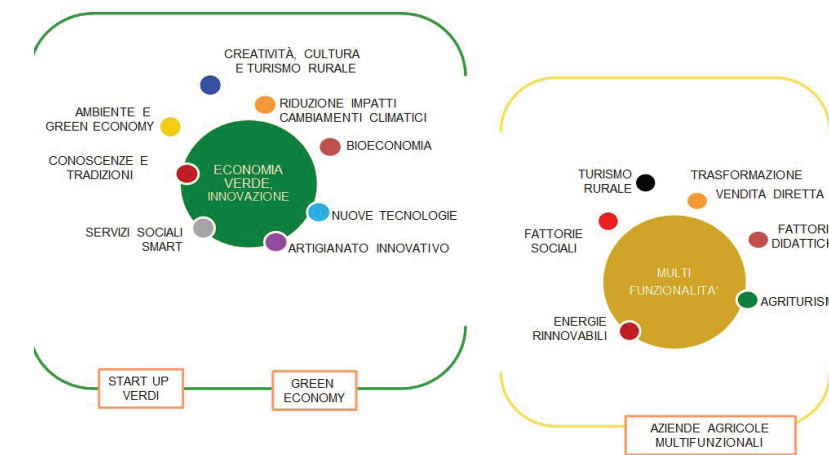 CREATIVITÀ, CULTURA
E TURISMO RURALE
AMBIENTE E
GREEN ECONOMY
RIDUZIONE IMPATTI
CAMBIAMENTI CLIMATICI
BIOECONOMIA
CONOSCENZE E
TRADIZIONI
ECONOMIA
VERDE,
INNOVAZIONE
NUOVE TECNOLOGIE
SERVIZI SOCIALI
SMART
ARTIGIANATO INNOVATIVO
START UP
VERDI
GREEN
ECONOMY
TURISMO
RURALE
TRASFORMAZIONE
VENDITA DIRETTA
FATTORIE
SOCIALI
FATTORI
DIDATTICH
MULTI
FUNZIONALITA'
AGRITURISM
ENERGIE
RINNOVABILI
AZIENDE AGRICOLE
MULTIFUNZIONALI